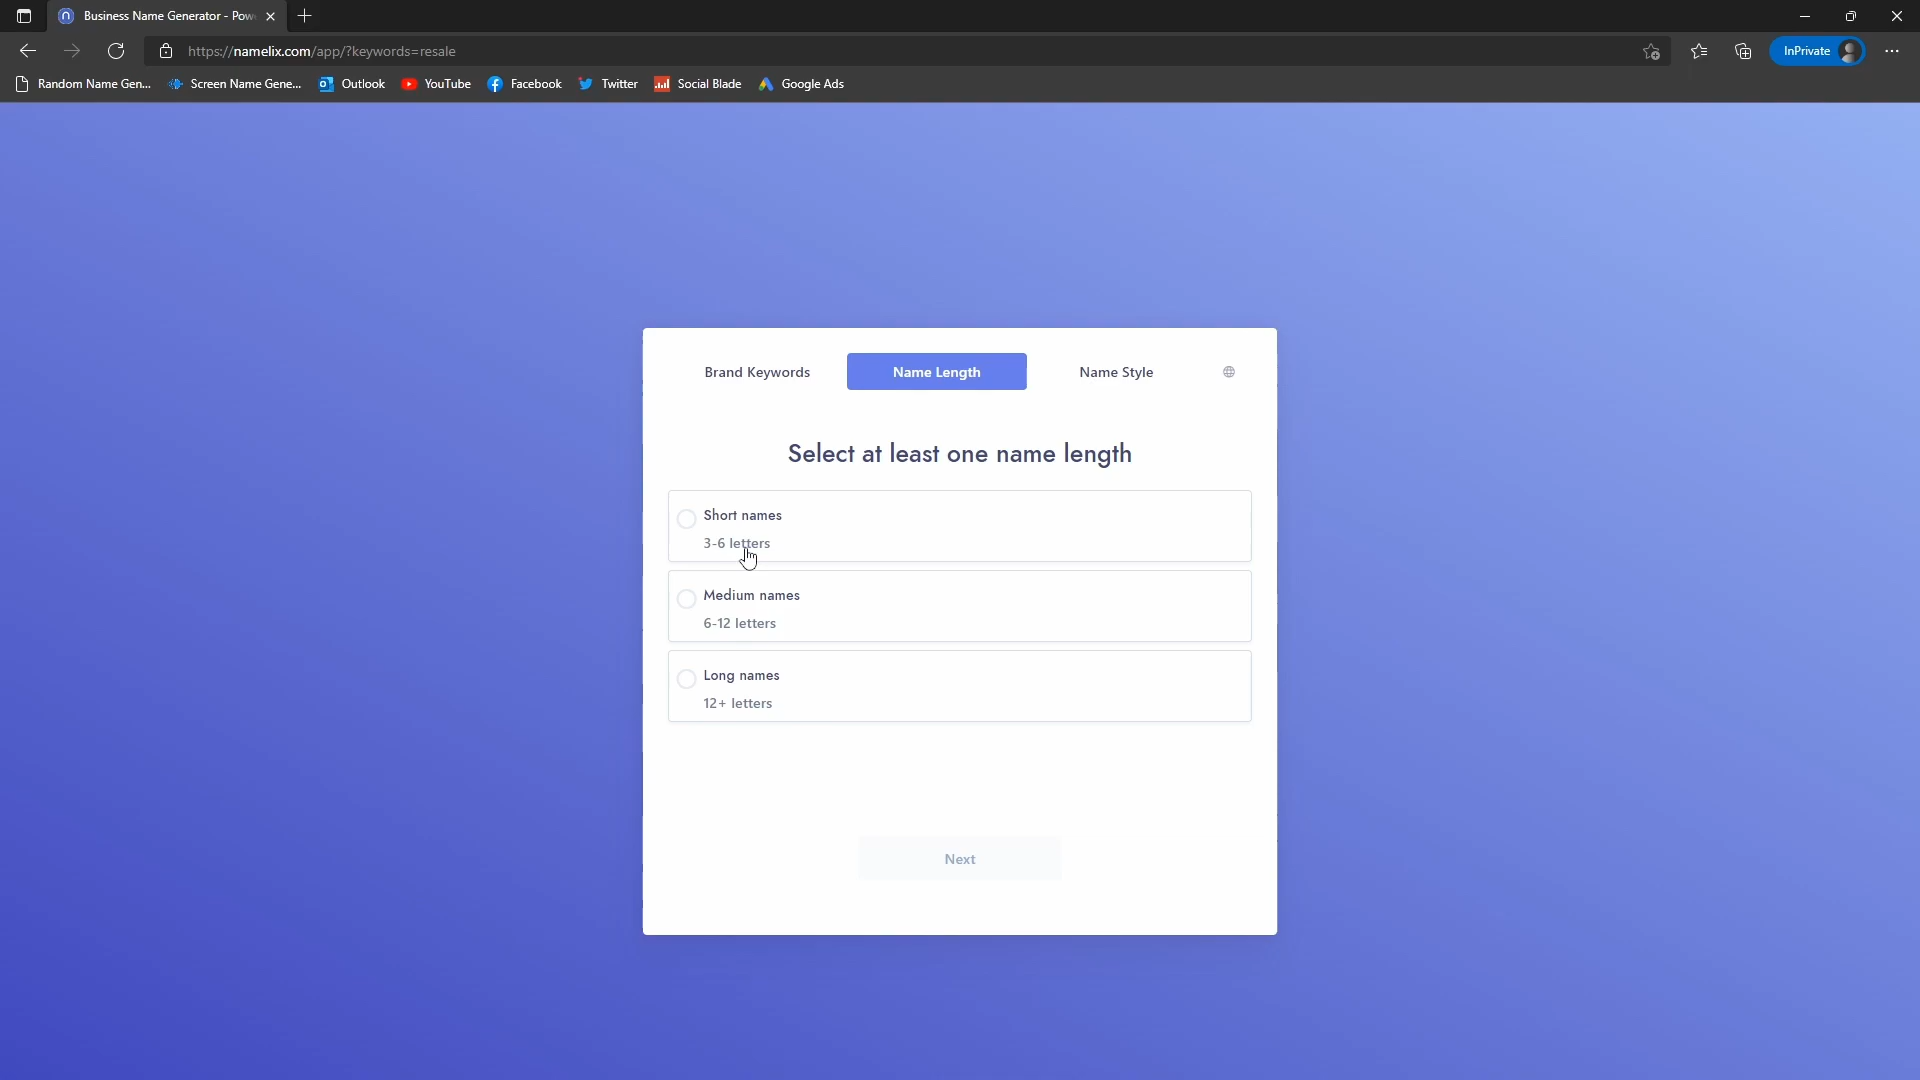 Business Name Generator - Pow
https://namelix.com/app/?keywords=resale
InPrivate
Random Name Gen...
Screen Name Gene...
Outlook
YouTube
Facebook
Twitter
Social Blade
Google Ads
Brand Keywords
Name Length
Name Style
Select at least one name length
Short names
3-6 letters
Medium names
6-12 letters
Long names
12+ letters
Next